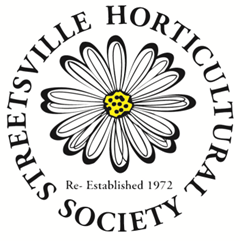 STREETSVILLE HORTICULTURAL SOCIETY
Re- Established 1972